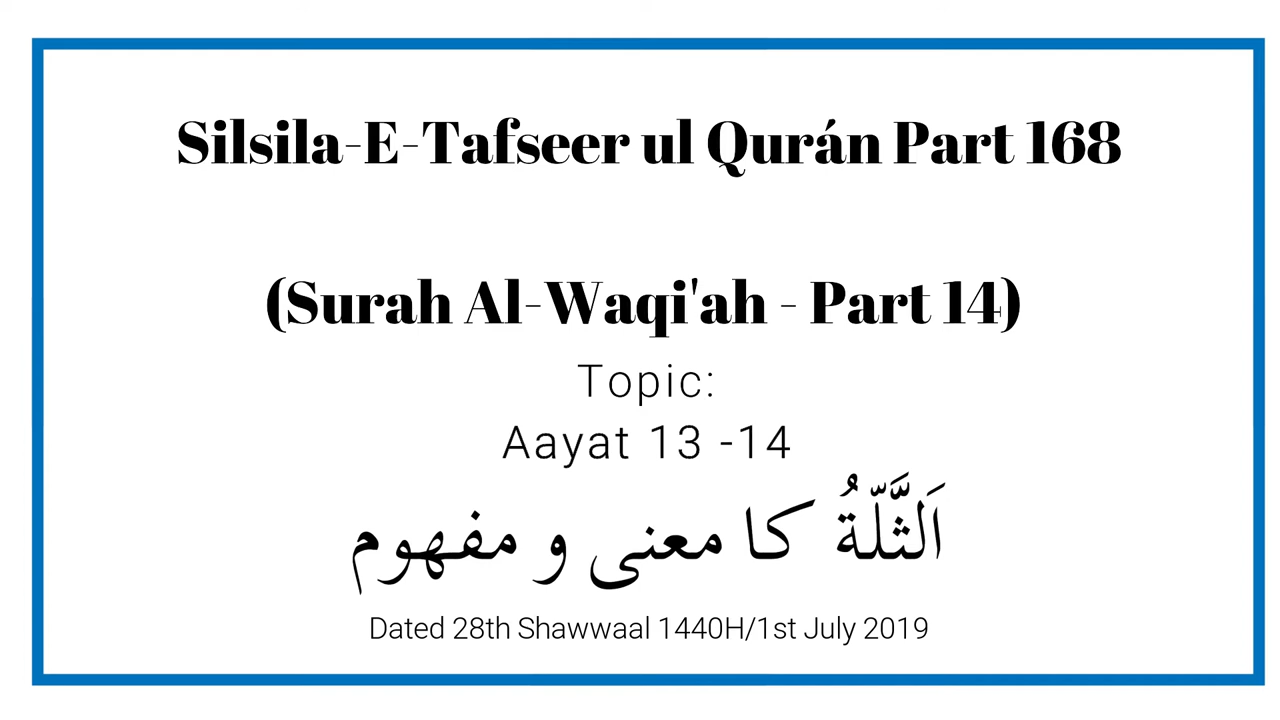 Silsila-E-Tafseer ul Qurán Part 168
(Surah Al-Waqi'ah - Part 14)
Topic:
Aayat 13 -14
اَلثَّلَّةُ کا معنی و مفہوم
Dated 28th Shawwaal 1440H/1st July 2019